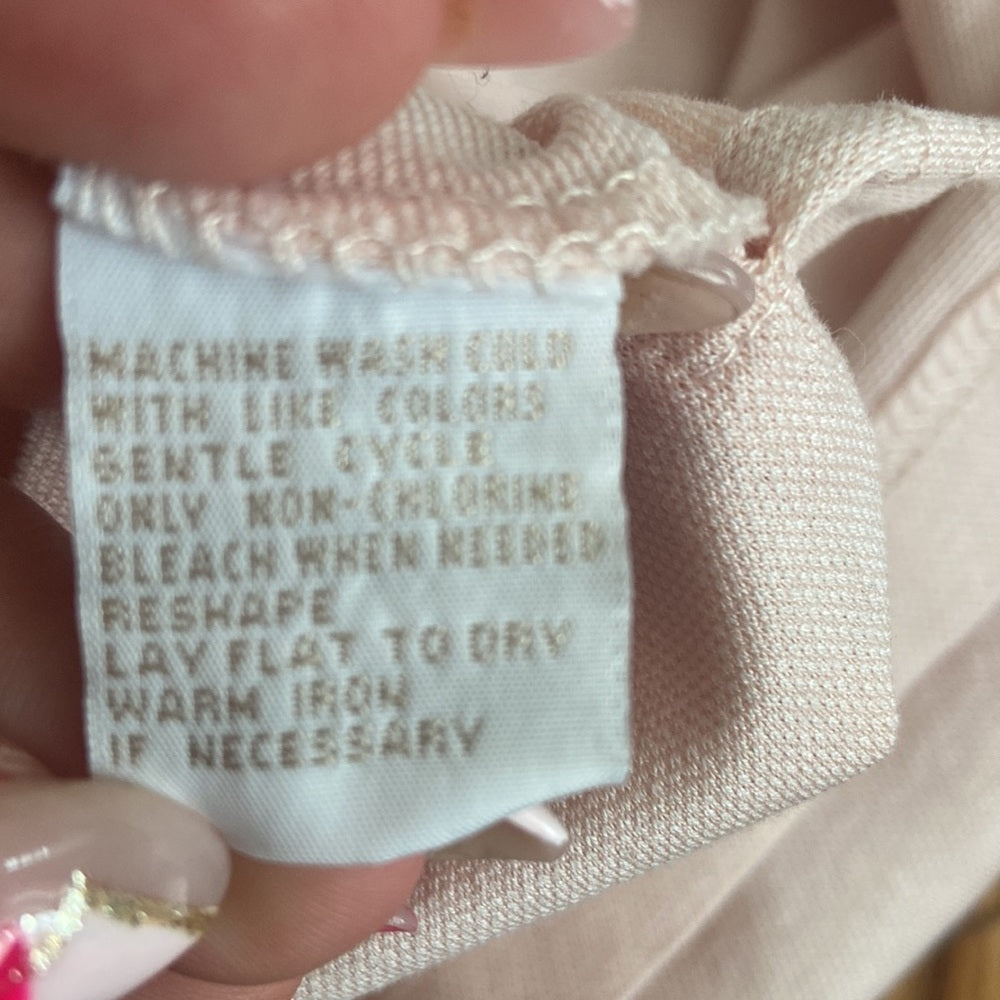 MACHINE WASH COLD
WITH LIKE COLORS
GENTLE CYCLE
ONLY NON-CHLORINE
BLEACH WHEN NEEDED
RESHAPE
LAY FLAT TO DRY
WARM IRON
IF NECESSARY